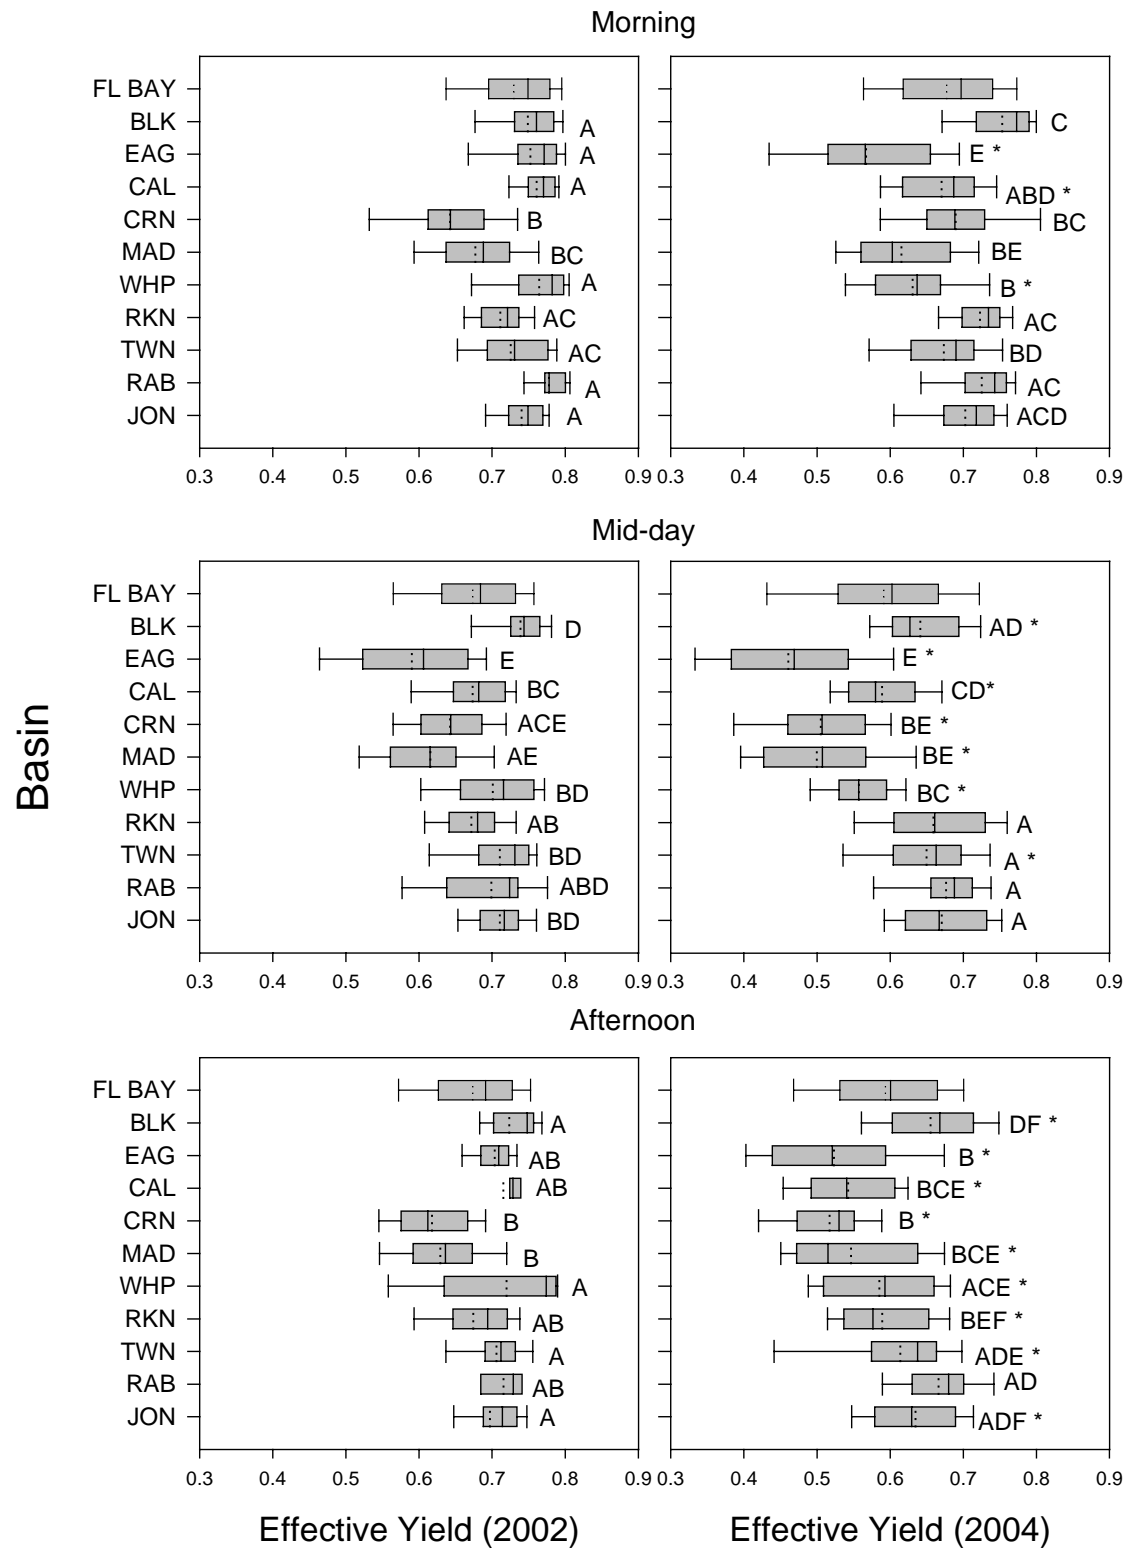 Morning
FL BAY
BLK A C
EAG A E *
CAL A ABD *
CRN B BC
MAD BC BE
WHP A B *
RKN AC AC
TWN AC BD
RAB A AC
JON A ACD
0.3 0.4 0.5 0.6 0.7 0.8 0.9 0.3 0.4 0.5 0.6 0.7 0.8 0.9
Mid-day
FL BAY
BLK D AD *
EAG E E *
CAL BC CD*
CRN ACE BE *
MAD AE BE *
WHP BD BC *
RKN AB A
TWN BD A *
RAB ABD A
JON BD A
0.3 0.4 0.5 0.6 0.7 0.8 0.9 0.3 0.4 0.5 0.6 0.7 0.8 0.9
Basin
Afternoon
FL BAY
BLK A DF *
EAG AB B *
CAL AB BCE *
CRN B B *
MAD B BCE *
WHP A ACE *
RKN AB BEF *
TWN A ADE *
RAB AB AD
JON A ADF *
0.3 0.4 0.5 0.6 0.7 0.8 0.9 0.3 0.4 0.5 0.6 0.7 0.8 0.9
Effective Yield (2002) Effective Yield (2004)